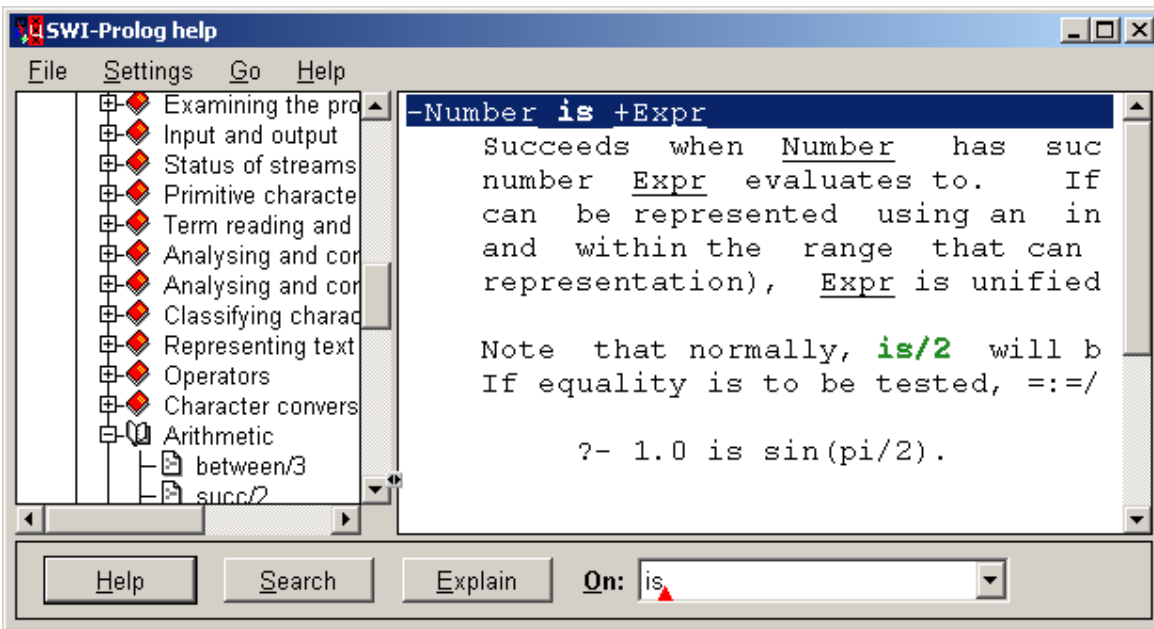 SWI-Prolog help
File Settings Go Help
Examining the pro
Input and output
Status of streams
Primitive characte
Term reading and
Analysing and cor
Analysing and cor
Classifying charac
Representing text
Operators
Character convers
Arithmetic
between/3
succ/2
-Number is +Expr
Succeeds when Number has suc
number Expr evaluates to. If
can be represented using an in
and within the range that can
representation), Expr is unified
Note that normally, is/2 will b
If equality is to be tested, =:=/
?- 1.0 is sin(pi/2).
Help Search Explain On: is